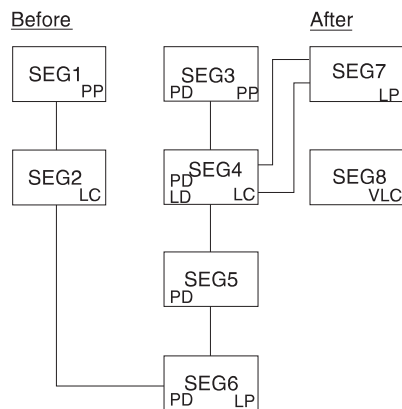 Before
After
SEG1
PP
SEG3
PD PP
SEG7
LP
SEG2
LC
SEG4
PD
LD LC
SEG8
VLC
SEG5
PD
SEG6
PD LP